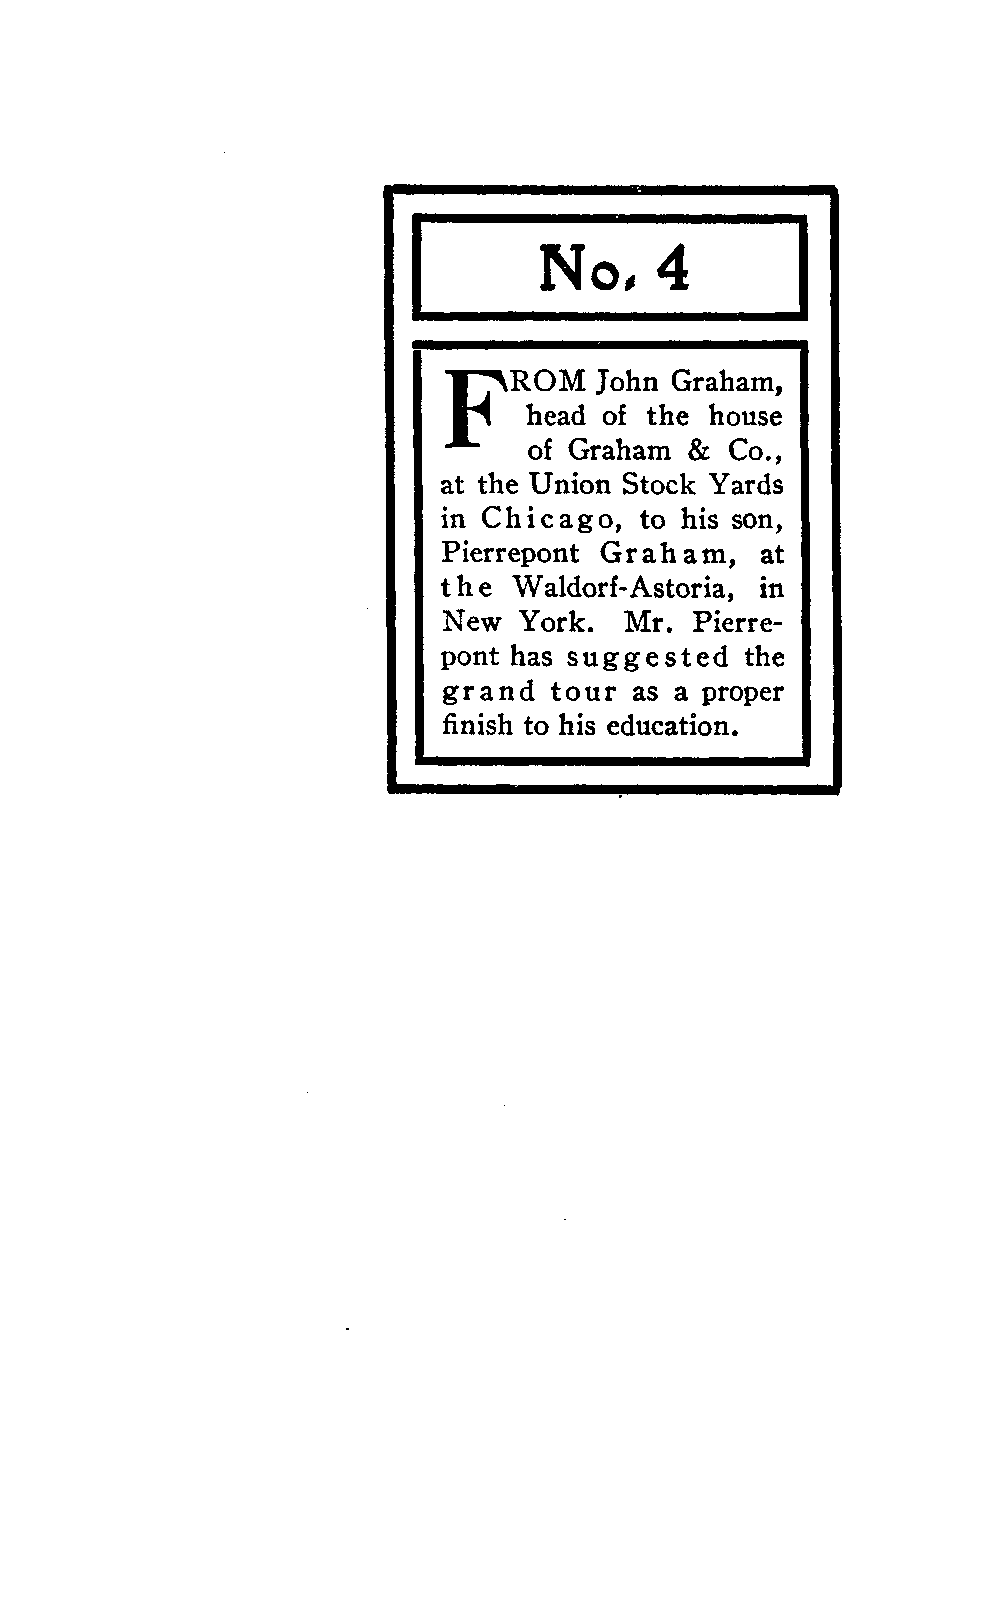 No. 4
FROM John Graham,
head of the house
of Graham & Co.,
at the Union Stock Yards
in Chicago, to his son,
Pierrepont Graham, at
the Waldorf-Astoria, in
New York. Mr. Pierre-
pont has suggested the
grand tour as a proper
finish to his education.